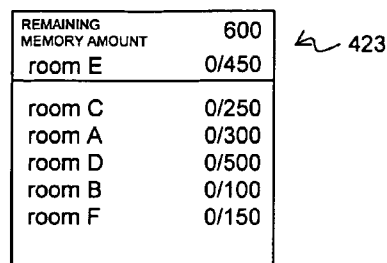 REMAINING
MEMORY AMOUNT 600
room E 0/450
423
room C 0/250
room A 0/300
room D 0/500
room B 0/100
room F 0/150